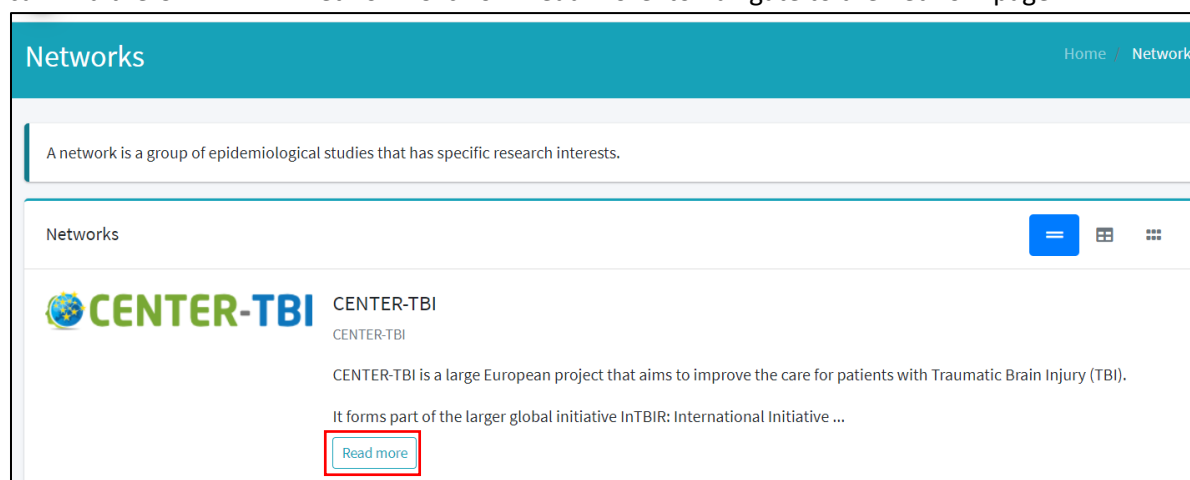 Networks
Home / Network
A network is a group of epidemiological studies that has specific research interests.
Networks
CENTER-TBI
CENTER-TBI
CENTER-TBI
CENTER-TBI is a large European project that aims to improve the care for patients with Traumatic Brain Injury (TBI).
It forms part of the larger global initiative InTBIR: International Initiative ...
Read more